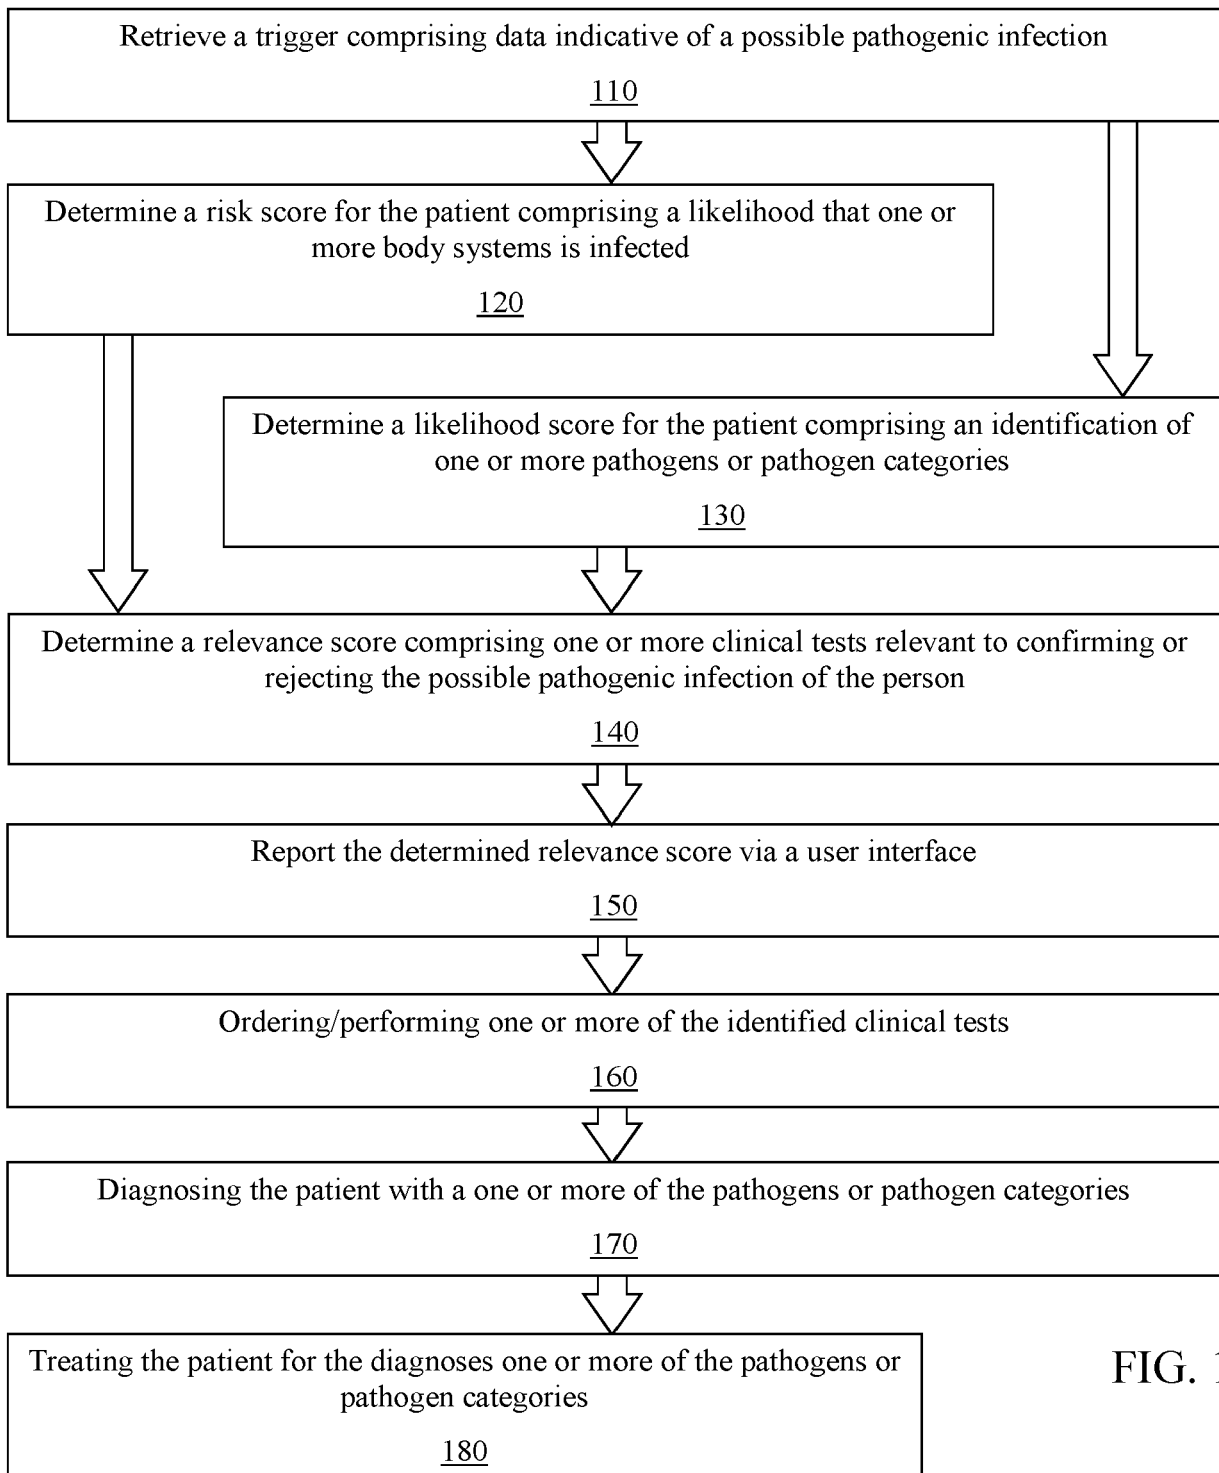 Retrieve a trigger comprising data indicative of a possible pathogenic infection
110
Determine a risk score for the patient comprising a likelihood that one or
more body systems is infected
120
Determine a likelihood score for the patient comprising an identification of
one or more pathogens or pathogen categories
130
Determine a relevance score comprising one or more clinical tests relevant to confirming or
rejecting the possible pathogenic infection of the person
140
Report the determined relevance score via a user interface
150
Ordering/performing one or more of the identified clinical tests
160
Diagnosing the patient with a one or more of the pathogens or pathogen categories
170
Treating the patient for the diagnoses one or more of the pathogens or
pathogen categories
180
FIG. 1